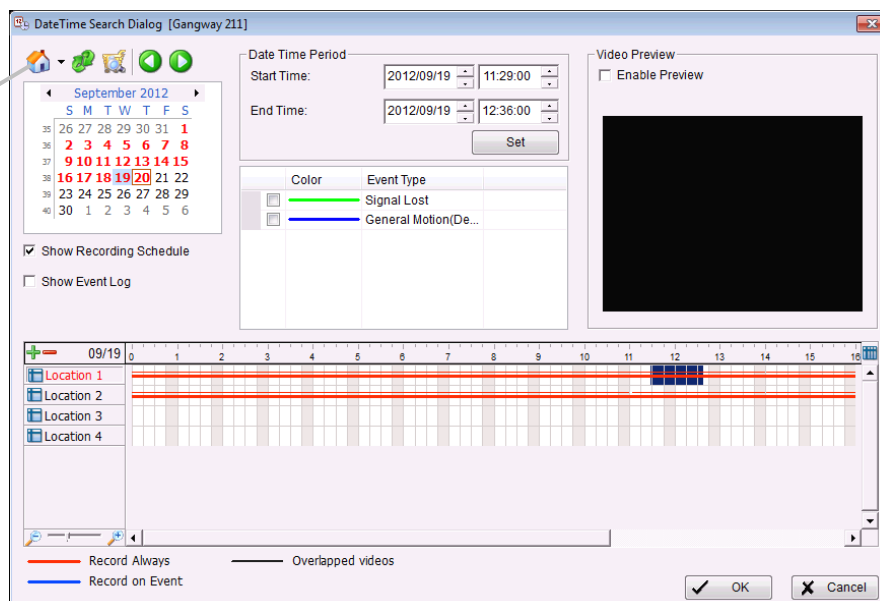 DateTime Search Dialog [Gangway 211]
September 2012
S M T W T F S
35 26 27 28 29 30 31 1
36 2 3 4 5 6 7 8
37 9 10 11 12 13 14 15
38 16 17 18 19 20 21 22
39 23 24 25 26 27 28 29
40 30 1 2 3 4 5 6
Show Recording Schedule
Show Event Log
Date Time Period
Start Time: 2012/09/19 11:29:00
End Time: 2012/09/19 12:36:00
Set
Color Event Type
Signal Lost
General Motion(De...
Video Preview
Enable Preview
09/19 0 1 2 3 4 5 6 7 8 9 10 11 12 13 14 15 16
Location 1
Location 2
Location 3
Location 4
Record Always Overlapped videos
Record on Event
OK Cancel